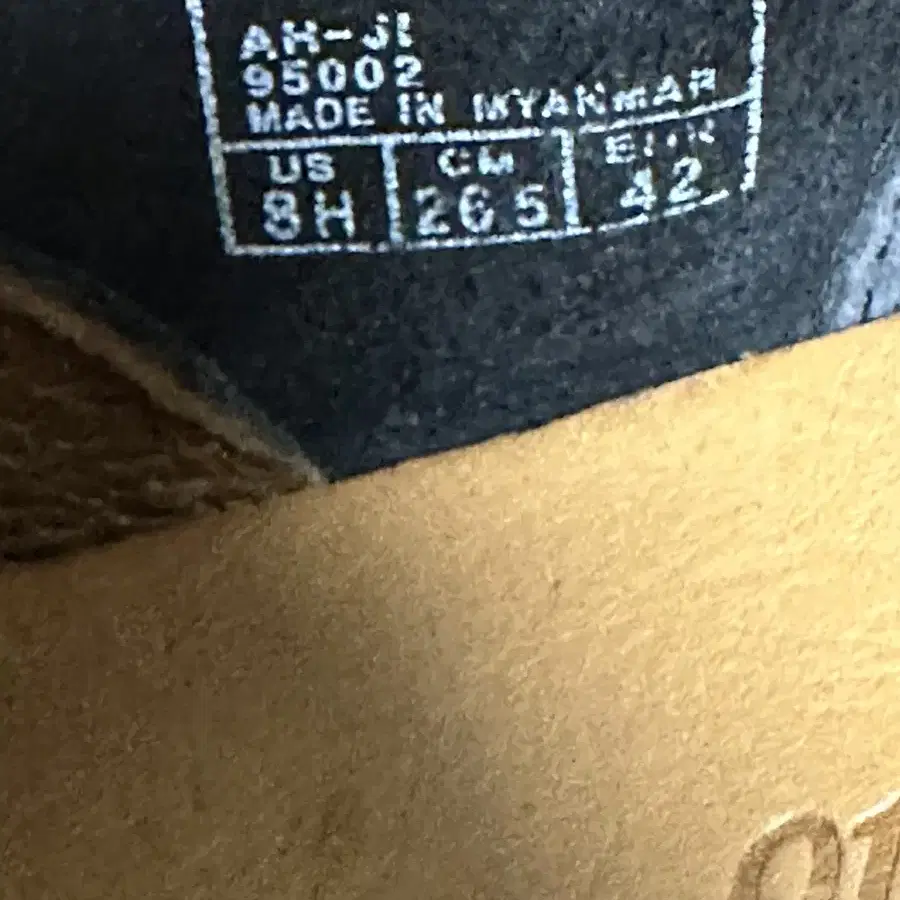 AH-JI
95002
MADE IN MYANMAR
US CM EUR
8H 26 5 42